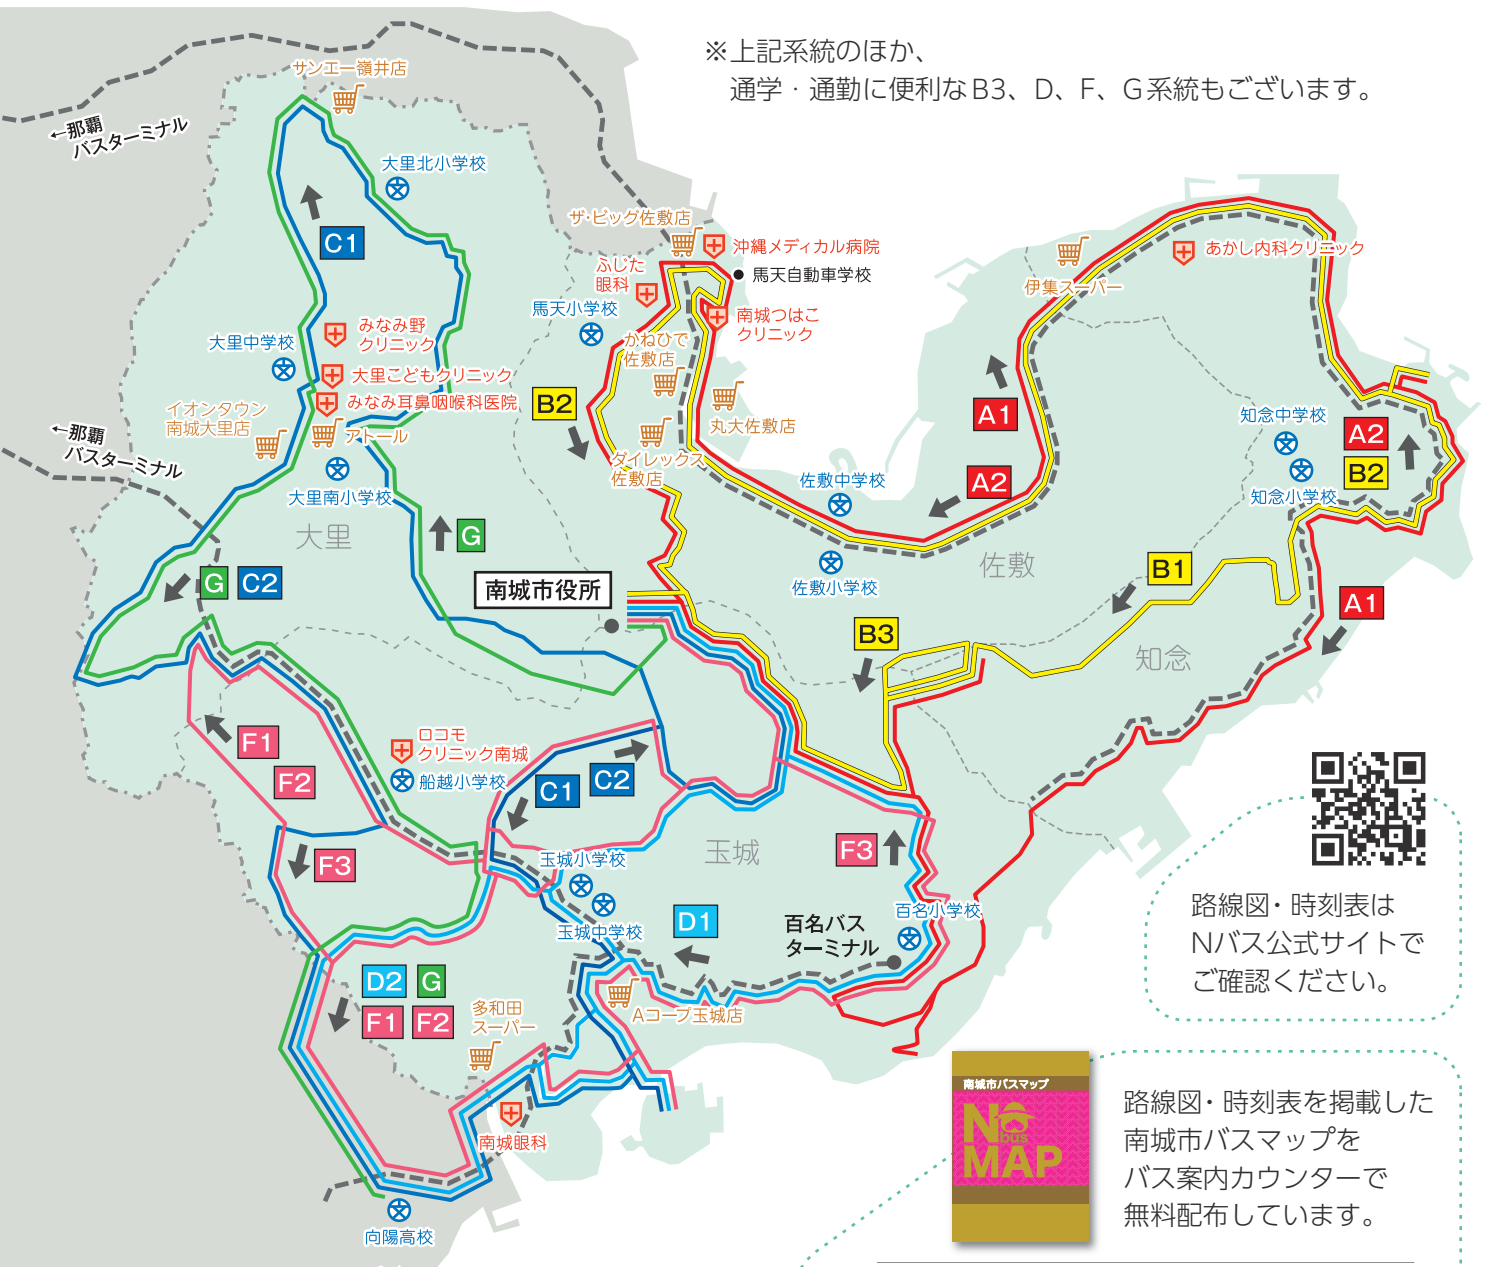 ※上記系統のほか、
通学・通勤に便利なB3、D、F、G系統もございます。
サンエー嶺井店
←那覇
バスターミナル
大里北小学校
C1
ザ・ビッグ佐敷店
沖縄メディカル病院
ふじた
眼科
馬天自動車学校
あかし内科クリニック
伊集スーパー
馬天小学校
南城つはこ
クリニック
みなみ野
クリニック
大里中学校
かねひで
佐敷店
大里こどもクリニック
みなみ耳鼻咽喉科医院
B2
イオンタウン
南城大里店
アトール
丸大佐敷店
A1
知念中学校
A2
B2
←那覇
バスターミナル
ダイレックス
佐敷店
佐敷中学校
A2
知念小学校
大里南小学校
大里
G
佐敷
G
C2
南城市役所
佐敷小学校
B1
A1
B3
知念
F1
ロコモ
クリニック南城
F2
船越小学校
C1
C2
玉城
F3
F3
玉城小学校
D1
百名小学校
百名バス
ターミナル
玉城中学校
路線図・時刻表は
Nバス公式サイトで
ご確認ください。
D2
G
F1
F2
多和田
スーパー
Aコープ玉城店
南城眼科
向陽高校
南城市バスマップ
N
bus
MAP
路線図・時刻表を掲載した
南城市バスマップを
バス案内カウンターで
無料配布しています。